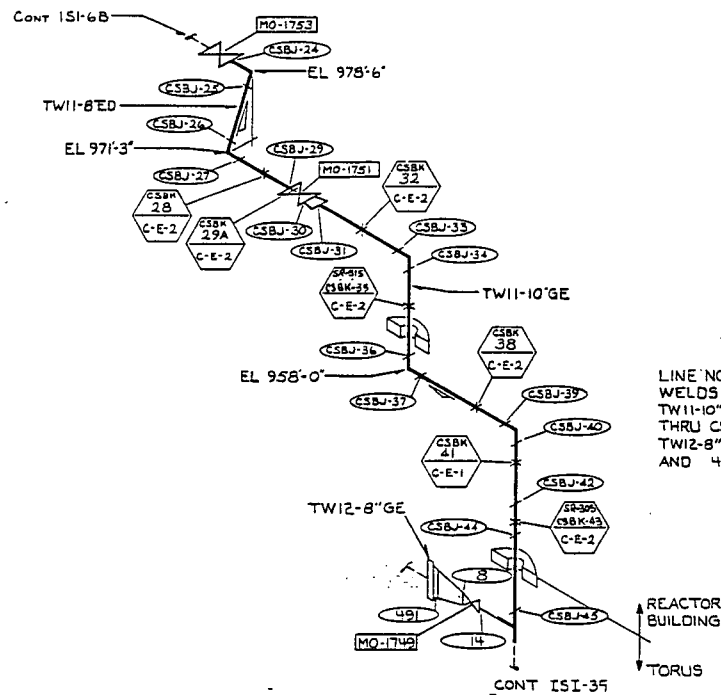 CONT ISI-6B
MO-1753
CSBJ-24
EL 978'-6"
CSBJ-25
TW11-8"ED
CSBJ-26
EL 971'-3"
CSBJ-29
CSBJ-27
MO-1751
CSBK
32
C-E-2
CSBK
28
C-E-2
CSBK
29A
C-E-2
CSBJ-30
CSBJ-31
CSBJ-33
CSBJ-34
SR-315
CSBK-35
C-E-2
TW11-10"GE
CSBJ-36
CSBK
38
C-E-2
EL 958'-0"
CSBJ-37
CSBJ-39
LINE NO
WELDS
CSBJ-40
TW11-10"
THRU CS
TW12-8"
AND 4
CSBK
41
C-E-1
CSBJ-42
TW12-8"GE
CSBJ-44
SR-305
CSBK-43
C-E-2
8
491
MO-1749
14
CSBJ-45
REACTOR
BUILDING
TORUS
CONT ISI-35